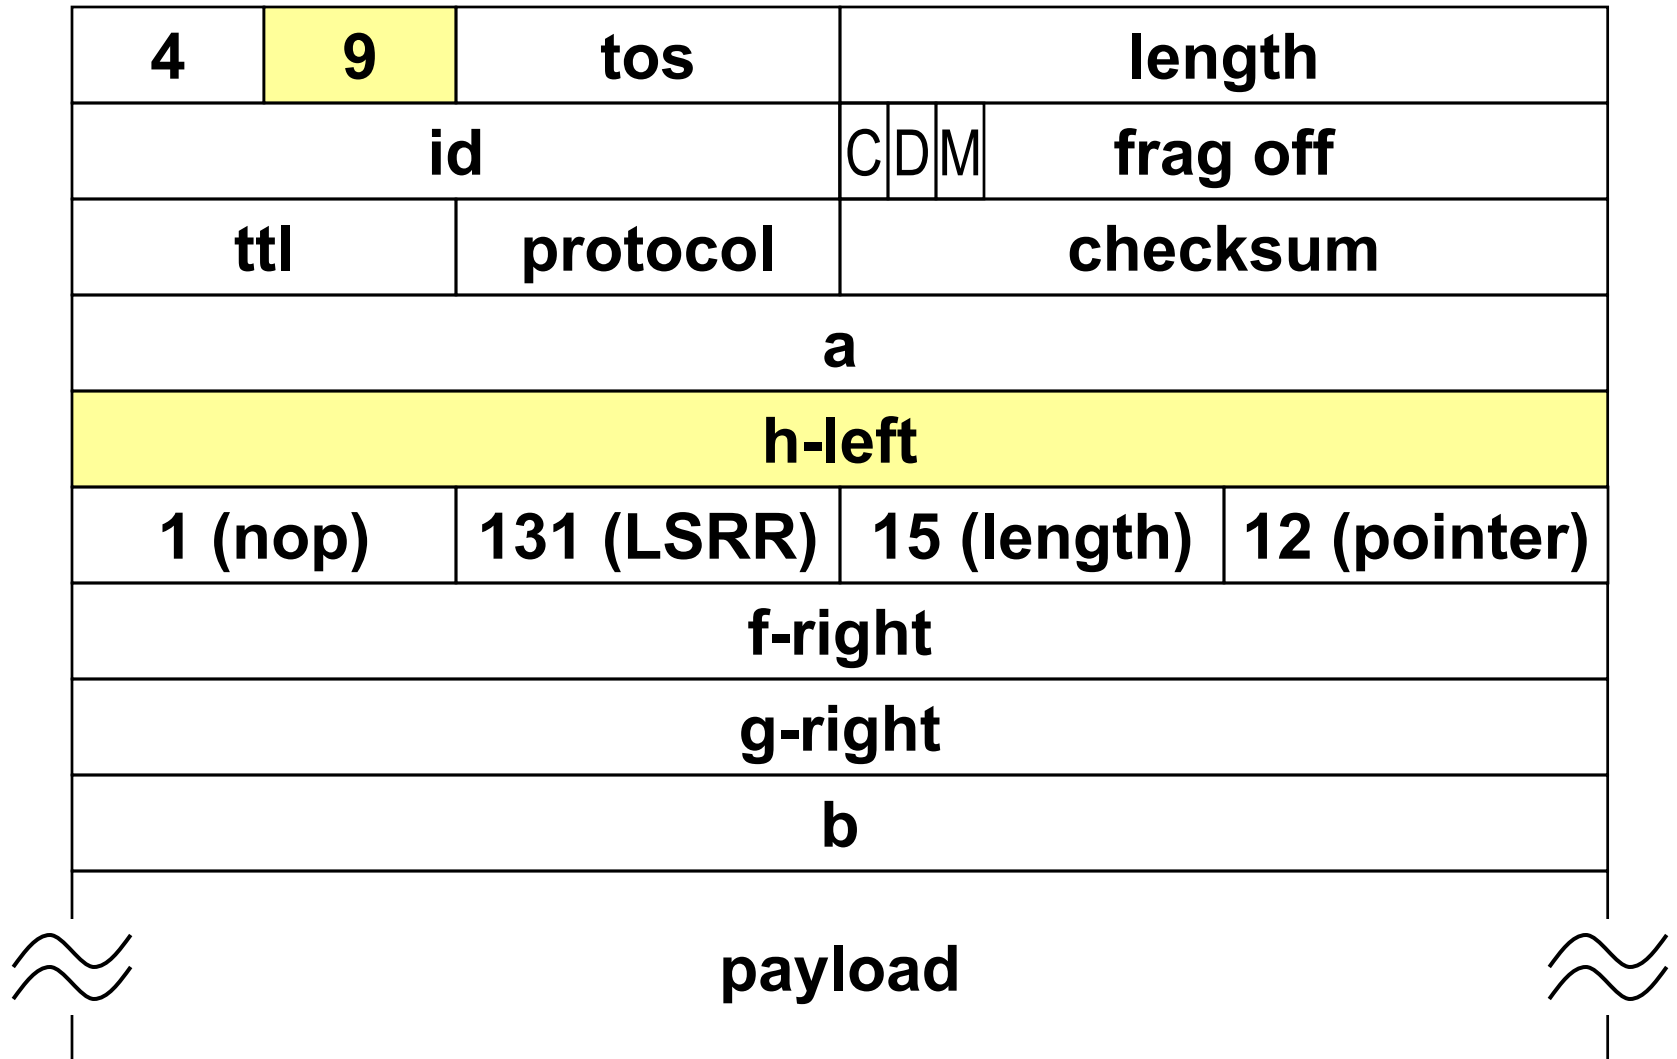 4 9 tos length
id C D M frag off
ttl protocol checksum
a
h-left
1 (nop) 131 (LSRR) 15 (length) 12 (pointer)
f-right
g-right
b
payload